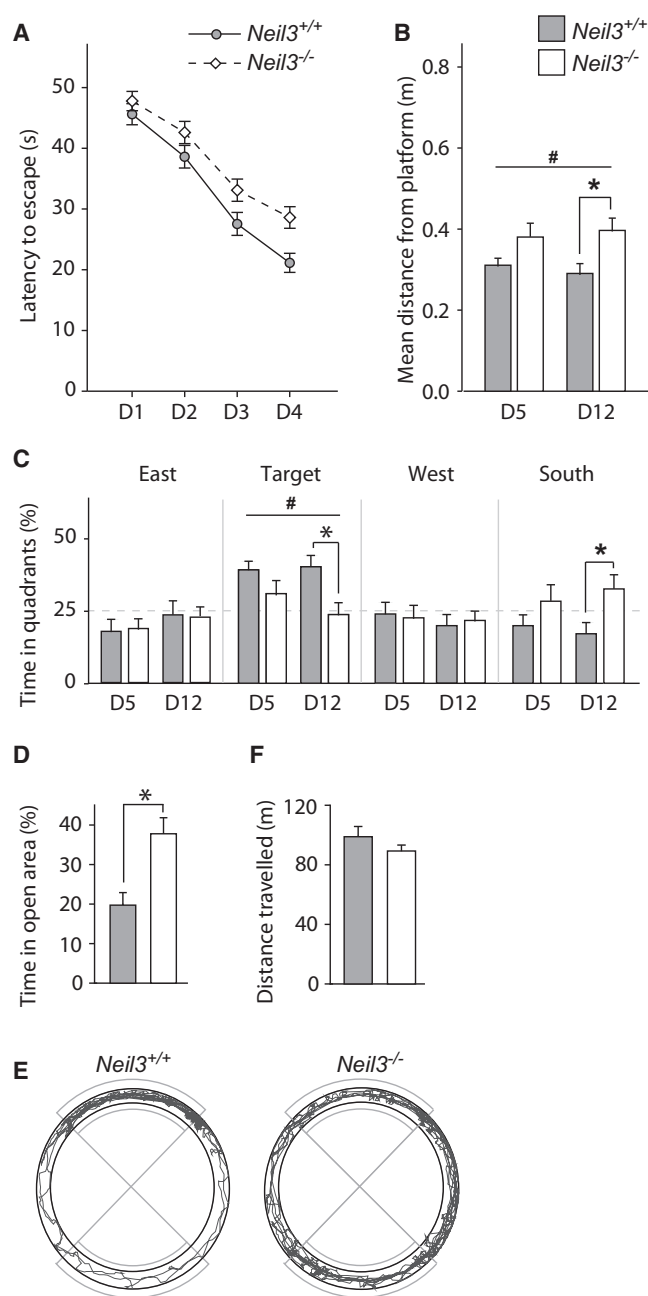 A
Neil3+/+
Neil3-/-
Latency to escape (s)
50
40
30
20
10
0
D1 D2 D3 D4
B
Neil3+/+
Neil3-/-
Mean distance from platform (m)
0.8
0.6
0.4
0.2
0.0
#
*
D5 D12
C
East Target West South
Time in quadrants (%)
50
25
0
#
*
*
D5 D12 D5 D12 D5 D12 D5 D12
D
Time in open area (%)
40
30
20
10
0
*
F
Distance travelled (m)
120
80
40
0
E
Neil3+/+ Neil3-/-